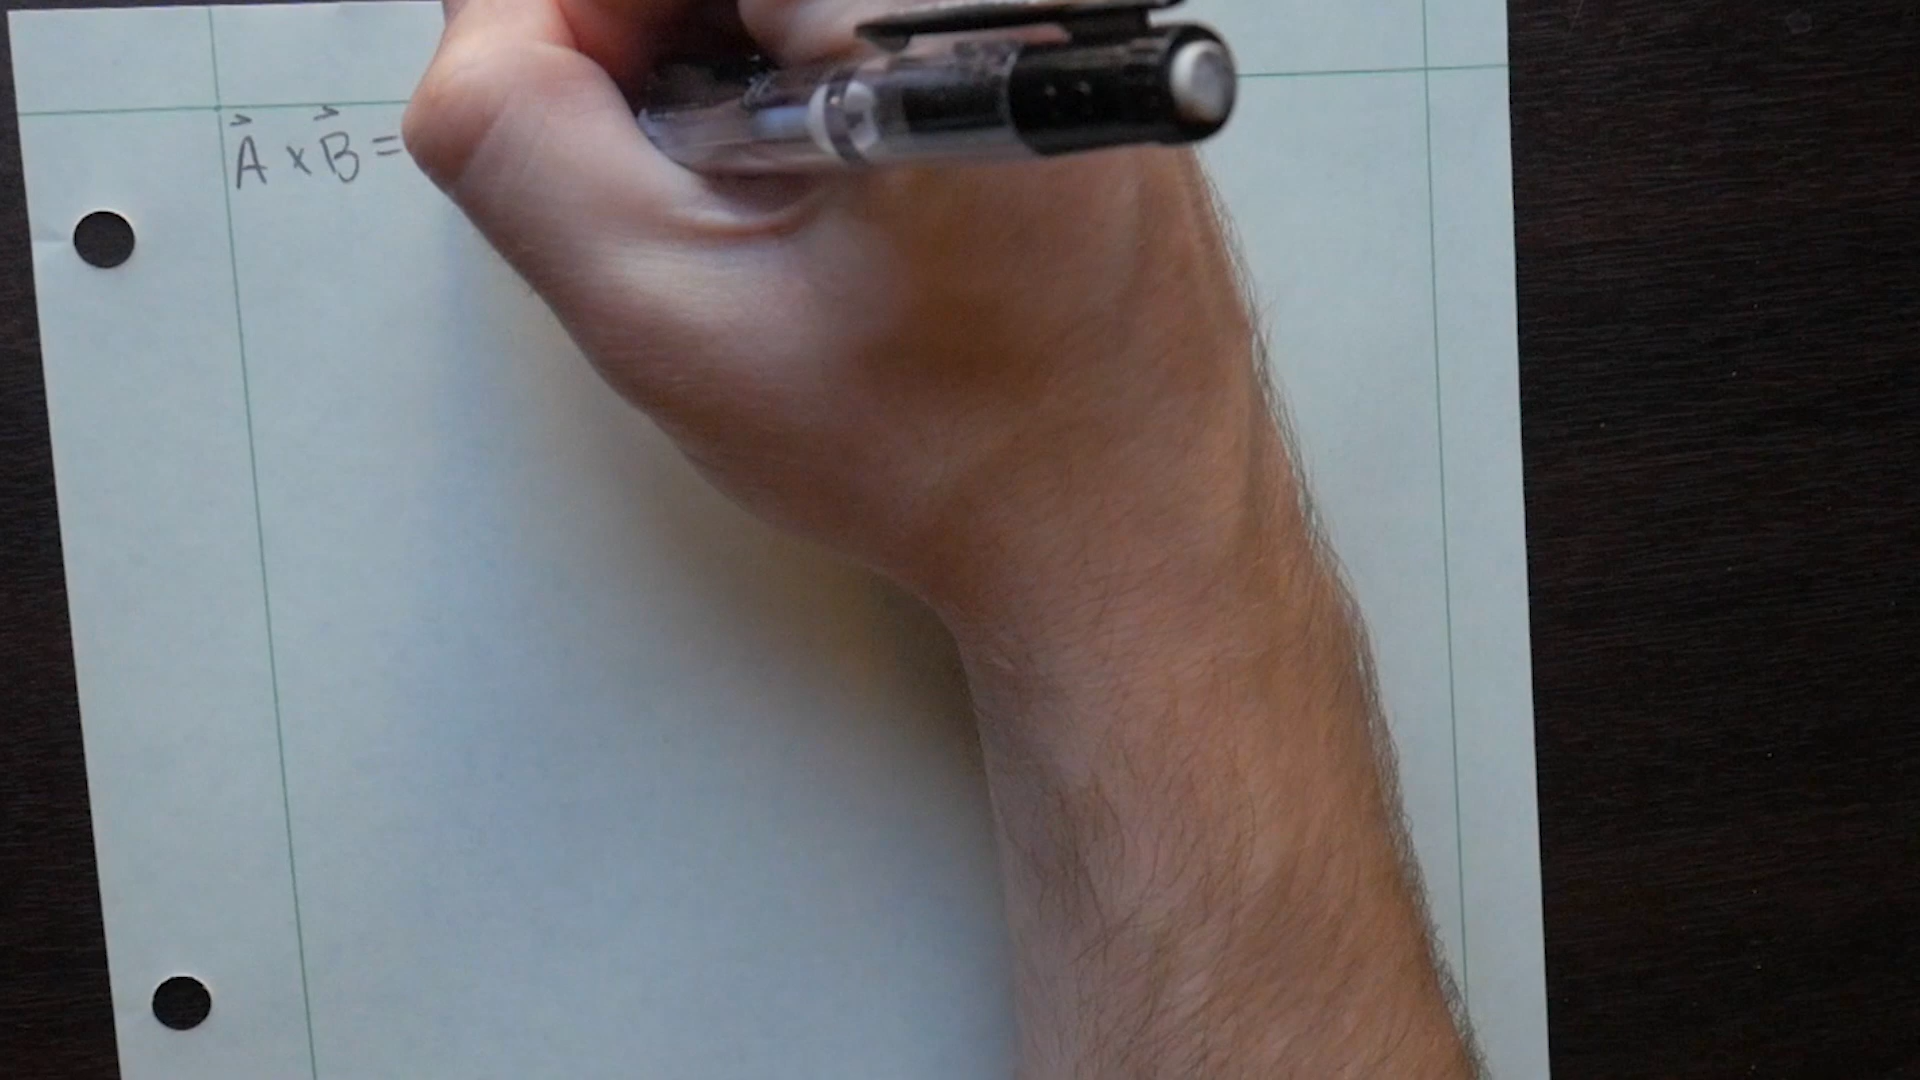 A⃗ × B⃗ =